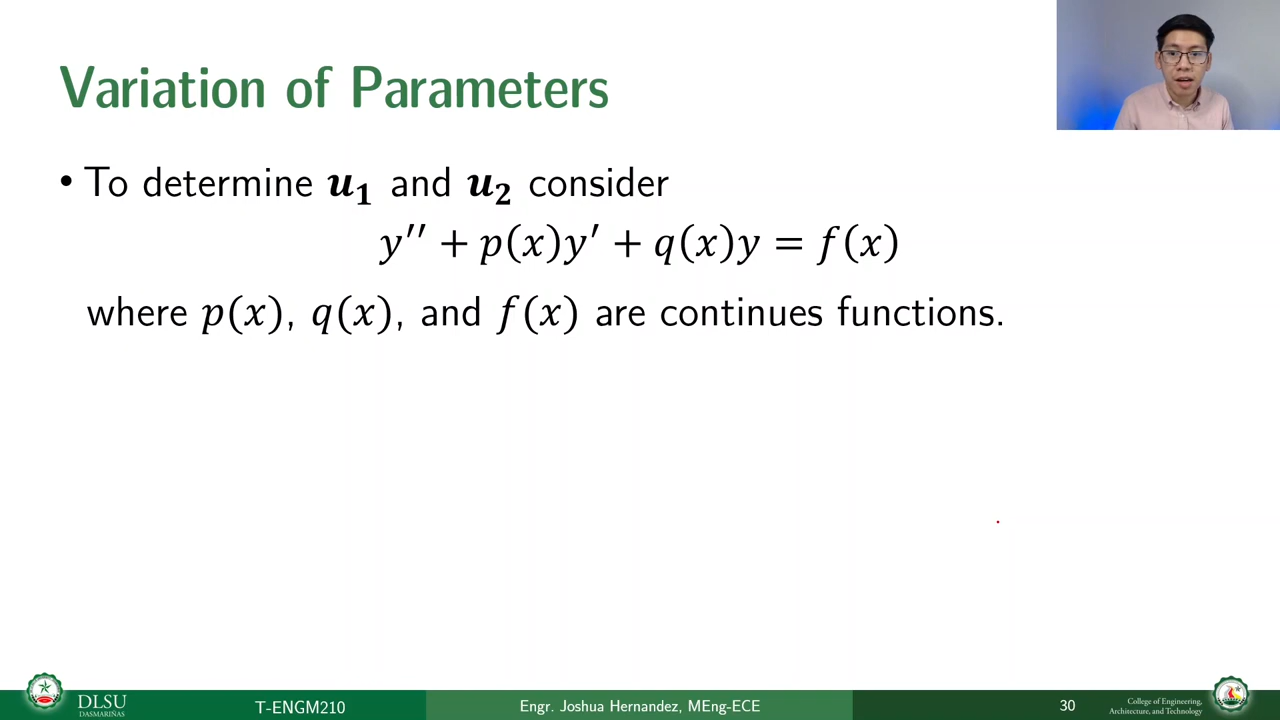 Variation of Parameters
• To determine 𝒖₁ and 𝒖₂ consider
y′′ + p(x)y′ + q(x)y = f(x)
where p(x), q(x), and f(x) are continues functions.
DLSU
DASMARIÑAS
T-ENGM210
Engr. Joshua Hernandez, MEng-ECE
30
College of Engineering,
Architecture, and Technology